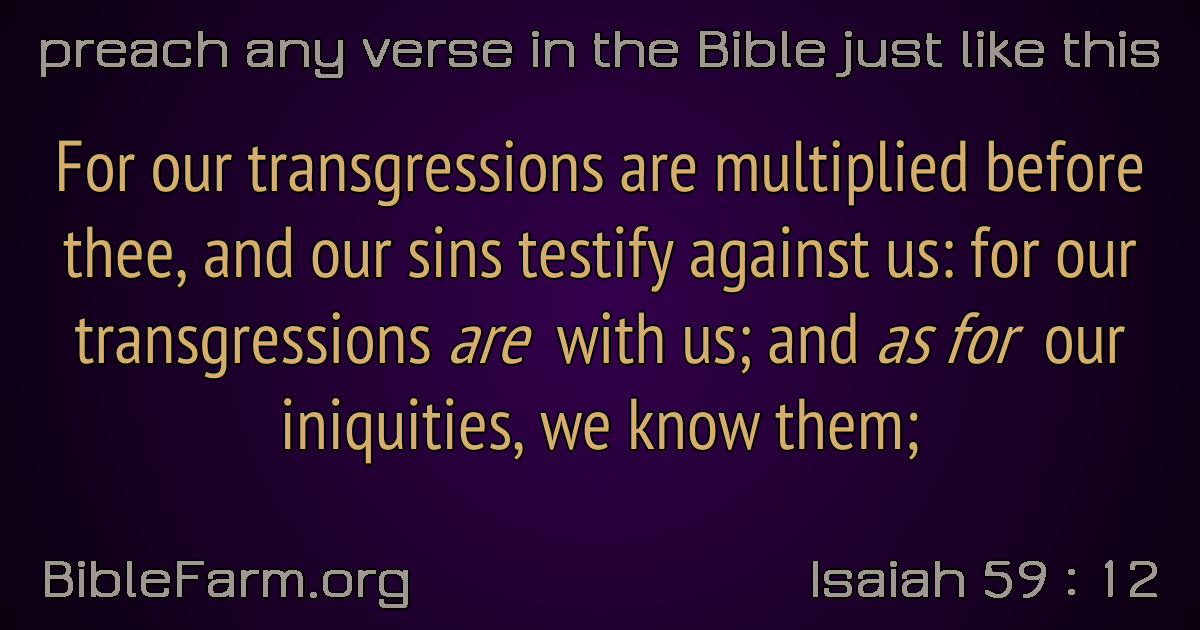 preach any verse in the Bible just like this
For our transgressions are multiplied before
thee, and our sins testify against us: for our
transgressions are with us; and as for our
iniquities, we know them;
BibleFarm.org
Isaiah 59 : 12